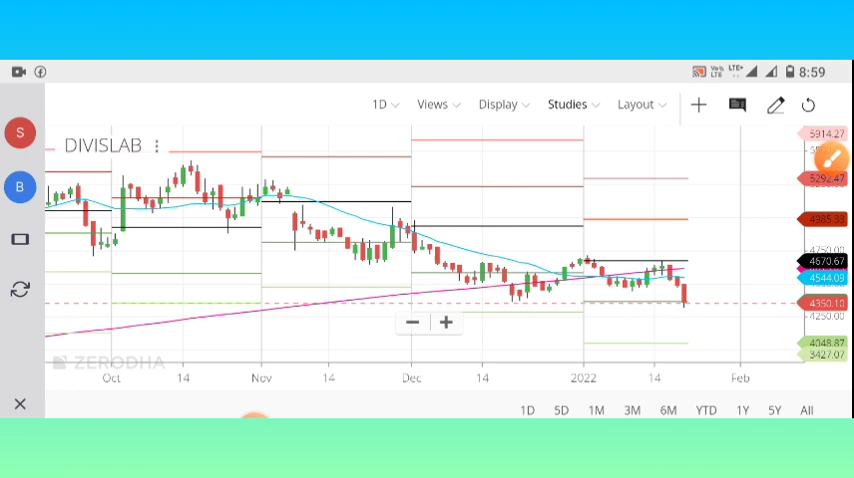 8:59
1D Views Display Studies Layout
S
DIVISLAB
B
5914.27
5292.47
4985.33
4750.00
4670.67
4544.09
4350.10
4250.00
4048.87
3427.07
ZERODHA
Oct 14 Nov 14 Dec 14 2022 14 Feb
1D 5D 1M 3M 6M YTD 1Y 5Y All